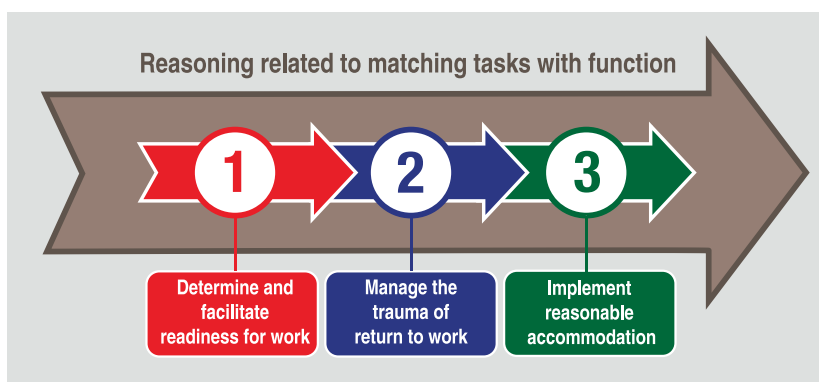 Reasoning related to matching tasks with function
1
2
3
Determine and
facilitate
readiness for work
Manage the
trauma of
return to work
Implement
reasonable
accommodation